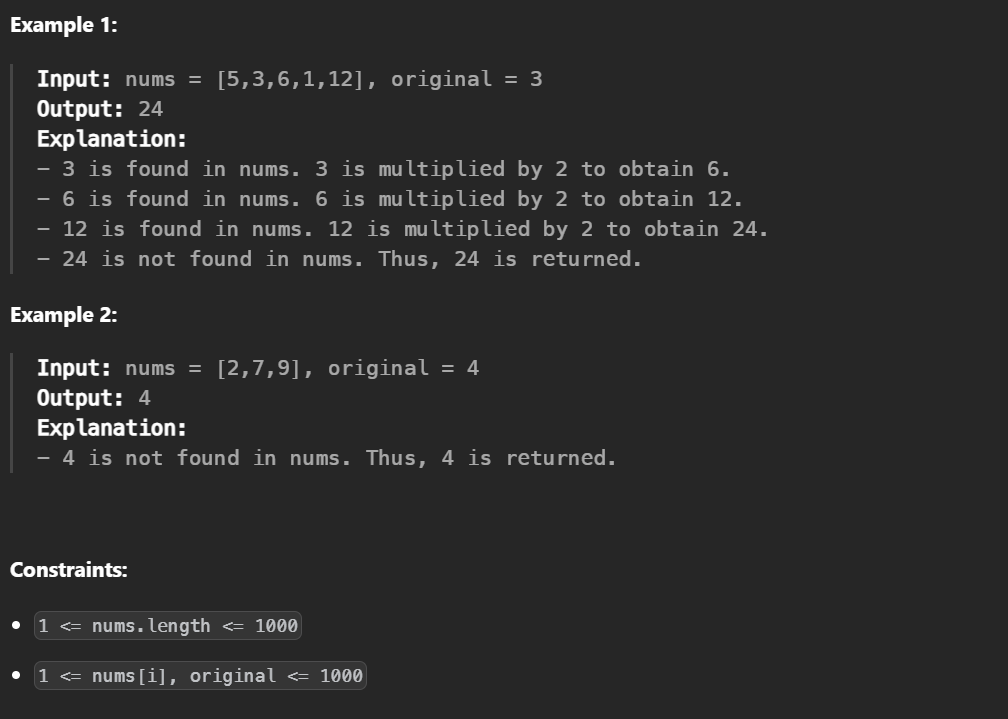 Example 1:
Input: nums = [5,3,6,1,12], original = 3
Output: 24
Explanation:
- 3 is found in nums. 3 is multiplied by 2 to obtain 6.
- 6 is found in nums. 6 is multiplied by 2 to obtain 12.
- 12 is found in nums. 12 is multiplied by 2 to obtain 24.
- 24 is not found in nums. Thus, 24 is returned.
Example 2:
Input: nums = [2,7,9], original = 4
Output: 4
Explanation:
- 4 is not found in nums. Thus, 4 is returned.
Constraints:
• 1 <= nums.length <= 1000
• 1 <= nums[i], original <= 1000